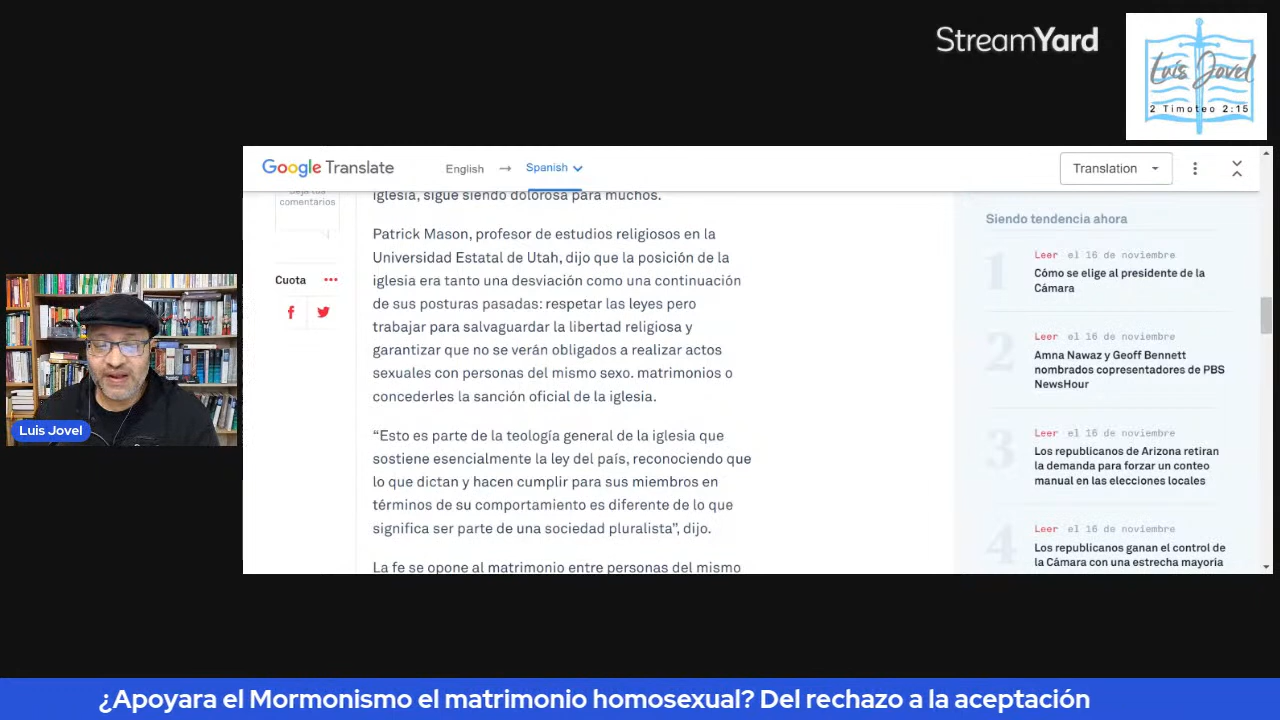 StreamYard
Luis Jovel
2 Timoteo 2:15
Google Translate
English → Spanish
Translation
comentarios
Cuota
iglesia, sigue siendo dolorosa para muchos.
Patrick Mason, profesor de estudios religiosos en la
Universidad Estatal de Utah, dijo que la posición de la
iglesia era tanto una desviación como una continuación
de sus posturas pasadas: respetar las leyes pero
trabajar para salvaguardar la libertad religiosa y
garantizar que no se verán obligados a realizar actos
sexuales con personas del mismo sexo. matrimonios o
concederles la sanción oficial de la iglesia.
“Esto es parte de la teología general de la iglesia que
sostiene esencialmente la ley del país, reconociendo que
lo que dictan y hacen cumplir para sus miembros en
términos de su comportamiento es diferente de lo que
significa ser parte de una sociedad pluralista”, dijo.
La fe se opone al matrimonio entre personas del mismo
Siendo tendencia ahora
1
Leer el 16 de noviembre
Cómo se elige al presidente de la
Cámara
2
Leer el 16 de noviembre
Amna Nawaz y Geoff Bennett
nombrados copresentadores de PBS
NewsHour
3
Leer el 16 de noviembre
Los republicanos de Arizona retiran
la demanda para forzar un conteo
manual en las elecciones locales
4
Leer el 16 de noviembre
Los republicanos ganan el control de
la Cámara con una estrecha mayoría
Luis Jovel
¿Apoyara el Mormonismo el matrimonio homosexual? Del rechazo a la aceptación